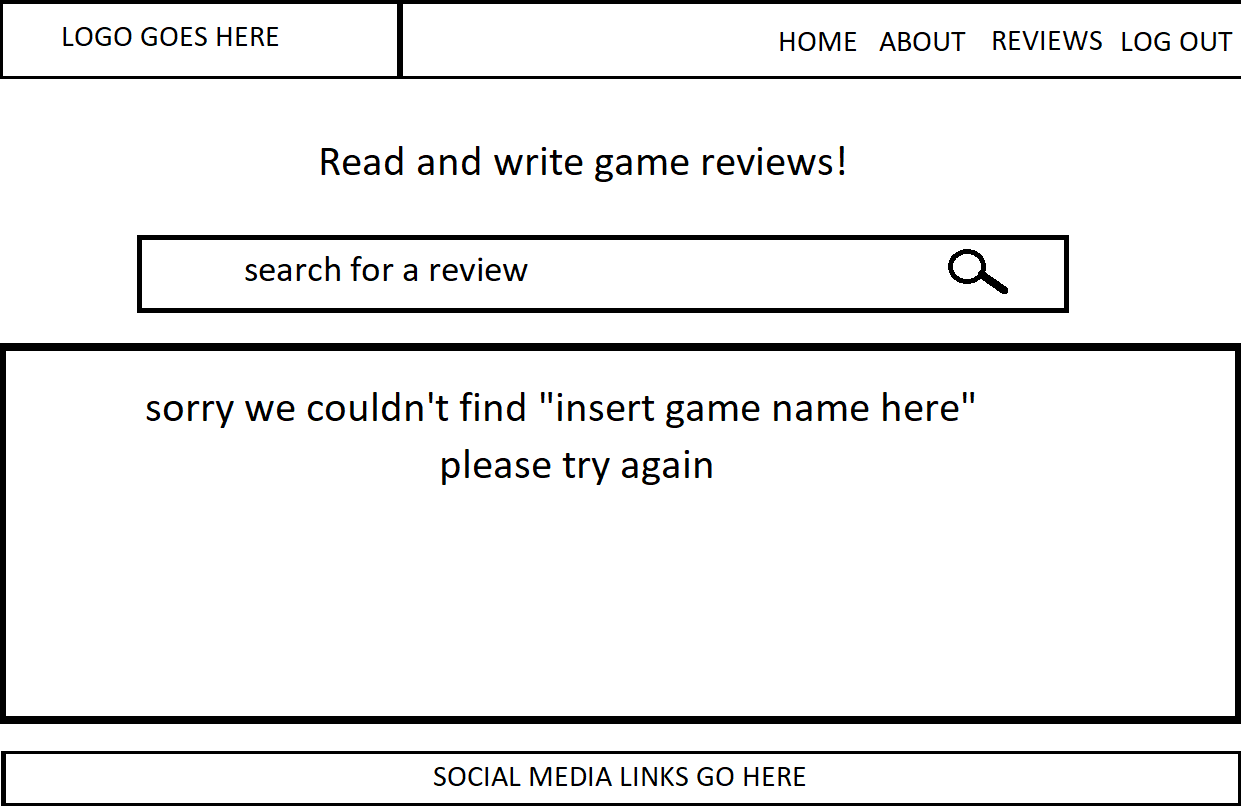 LOGO GOES HERE
HOME ABOUT REVIEWS LOG OUT
Read and write game reviews!
search for a review
sorry we couldn't find "insert game name here"
please try again
SOCIAL MEDIA LINKS GO HERE